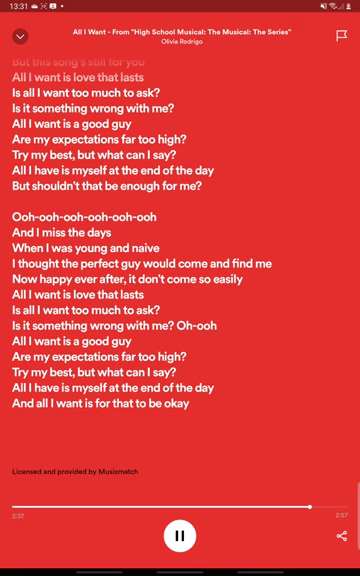 13:31
All I Want - From "High School Musical: The Musical: The Series"
Olivia Rodrigo
But this song's still for you
All I want is love that lasts
Is all I want too much to ask?
Is it something wrong with me?
All I want is a good guy
Are my expectations far too high?
Try my best, but what can I say?
All I have is myself at the end of the day
But shouldn't that be enough for me?
Ooh-ooh-ooh-ooh-ooh-ooh
And I miss the days
When I was young and naive
I thought the perfect guy would come and find me
Now happy ever after, it don't come so easily
All I want is love that lasts
Is all I want too much to ask?
Is it something wrong with me? Oh-ooh
All I want is a good guy
Are my expectations far too high?
Try my best, but what can I say?
All I have is myself at the end of the day
And all I want is for that to be okay
Licensed and provided by Musixmatch
2:37
2:57